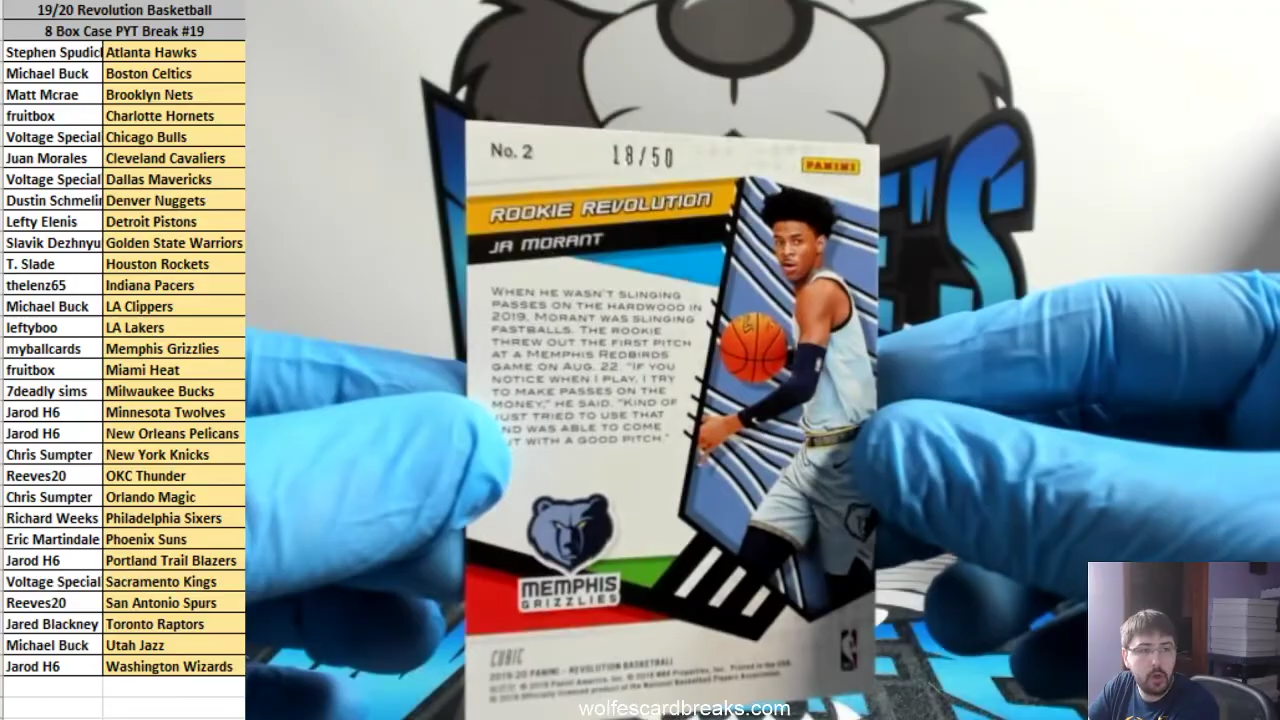 19/20 Revolution Basketball
8 Box Case PYT Break #19
Stephen Spudich Atlanta Hawks
Michael Buck Boston Celtics
Matt Mcrae Brooklyn Nets
fruitbox Charlotte Hornets
Voltage Special Chicago Bulls
Juan Morales Cleveland Cavaliers
Voltage Special Dallas Mavericks
Dustin Schmelin Denver Nuggets
Lefty Elenis Detroit Pistons
Slavik Dezhnyu Golden State Warriors
T. Slade Houston Rockets
thelenz65 Indiana Pacers
Michael Buck LA Clippers
leftyboo LA Lakers
myballcards Memphis Grizzlies
fruitbox Miami Heat
7deadly sims Milwaukee Bucks
Jarod H6 Minnesota Twolves
Jarod H6 New Orleans Pelicans
Chris Sumpter New York Knicks
Reeves20 OKC Thunder
Chris Sumpter Orlando Magic
Richard Weeks Philadelphia Sixers
Eric Martindale Phoenix Suns
Jarod H6 Portland Trail Blazers
Voltage Special Sacramento Kings
Reeves20 San Antonio Spurs
Jared Blackney Toronto Raptors
Michael Buck Utah Jazz
Jarod H6 Washington Wizards
No. 2 18/50 PANINI
ROOKIE REVOLUTION
JA MORANT
WHEN HE WASN'T SLINGING
PASSES ON THE HARDWOOD IN
2019, MORANT WAS SLINGING
FASTBALLS. THE ROOKIE
THREW OUT THE FIRST PITCH
AT A MEMPHIS REDBIRDS
GAME ON AUG. 22. "IF YOU
NOTICE WHEN I PLAY, I TRY
TO MAKE PASSES ON THE
MONEY," HE SAID. "KIND OF
JUST TRIED TO USE THAT
AND WAS ABLE TO COME
OUT WITH A GOOD PITCH."
MEMPHIS
GRIZZLIES
CUBIC
2019-20 PANINI - REVOLUTION BASKETBALL
wolfescardbreaks.com